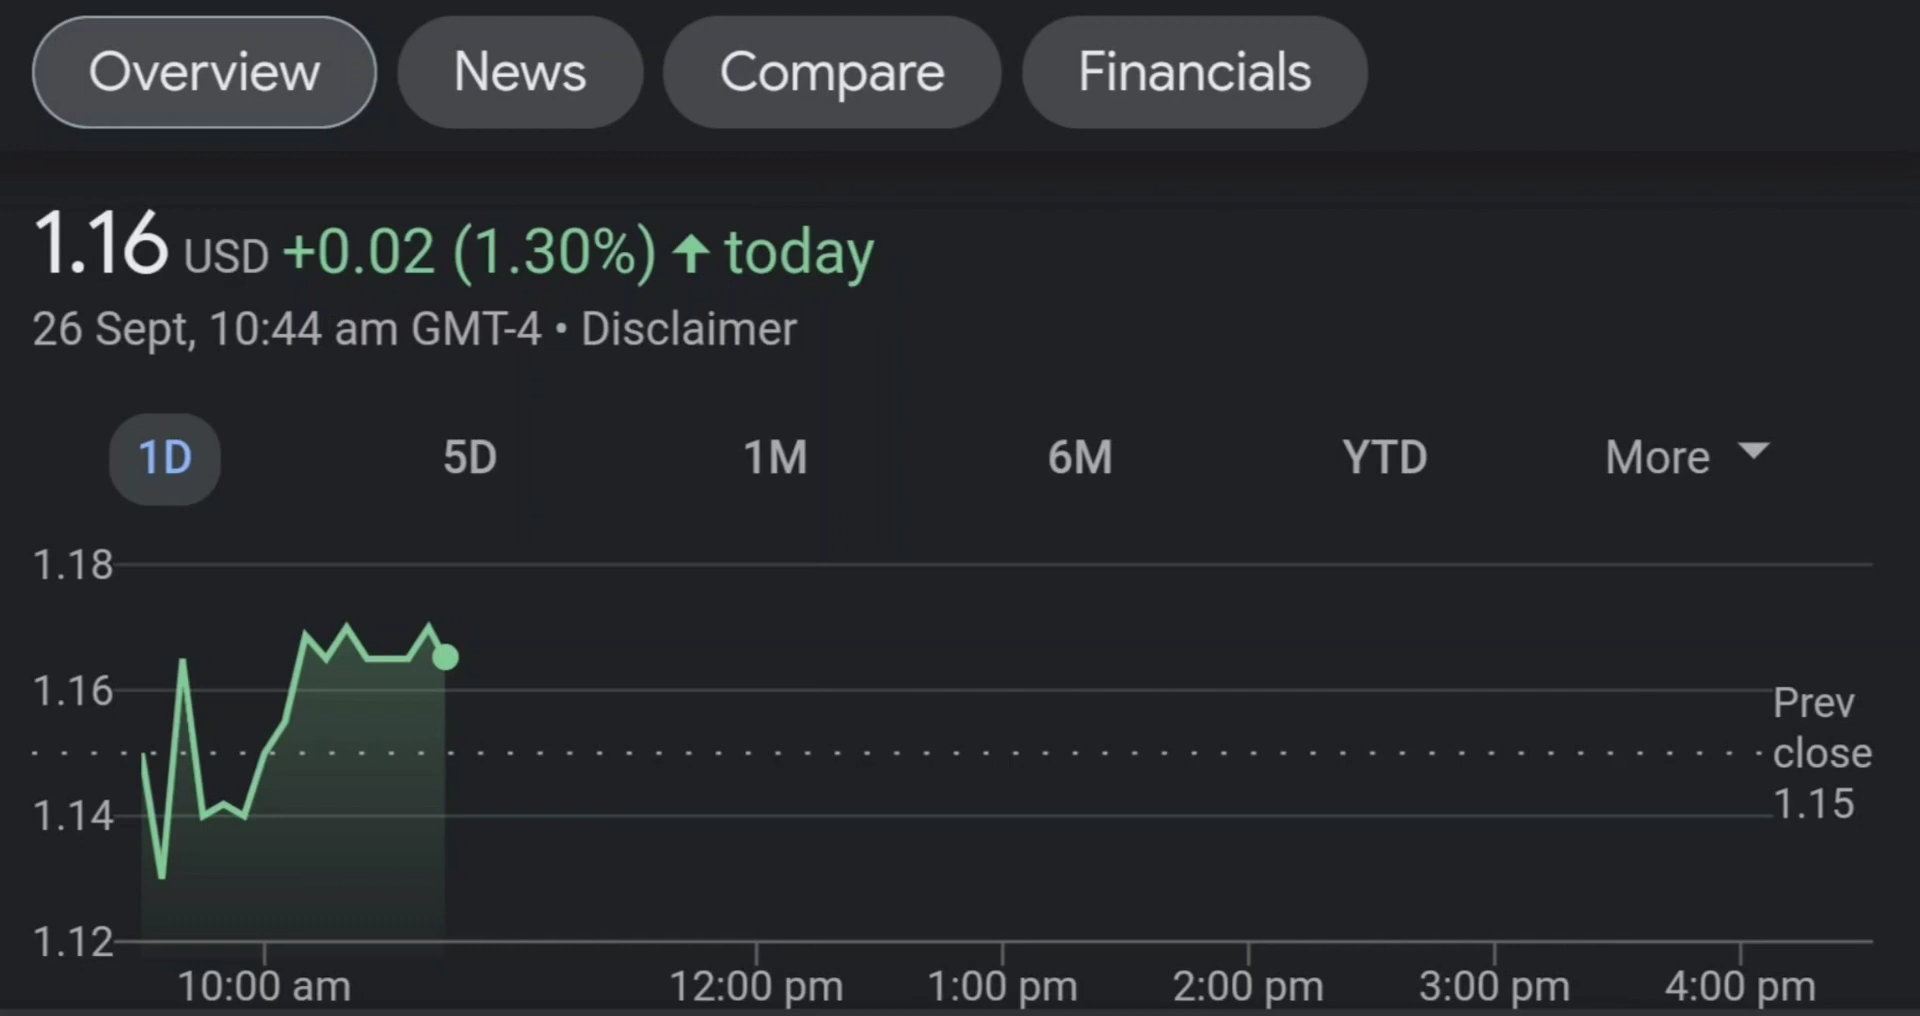 Overview News Compare Financials
1.16 USD +0.02 (1.30%) ↑ today
26 Sept, 10:44 am GMT-4 • Disclaimer
1D 5D 1M 6M YTD More
1.18
1.16
Prev
close
1.15
1.14
1.12
10:00 am 12:00 pm 1:00 pm 2:00 pm 3:00 pm 4:00 pm